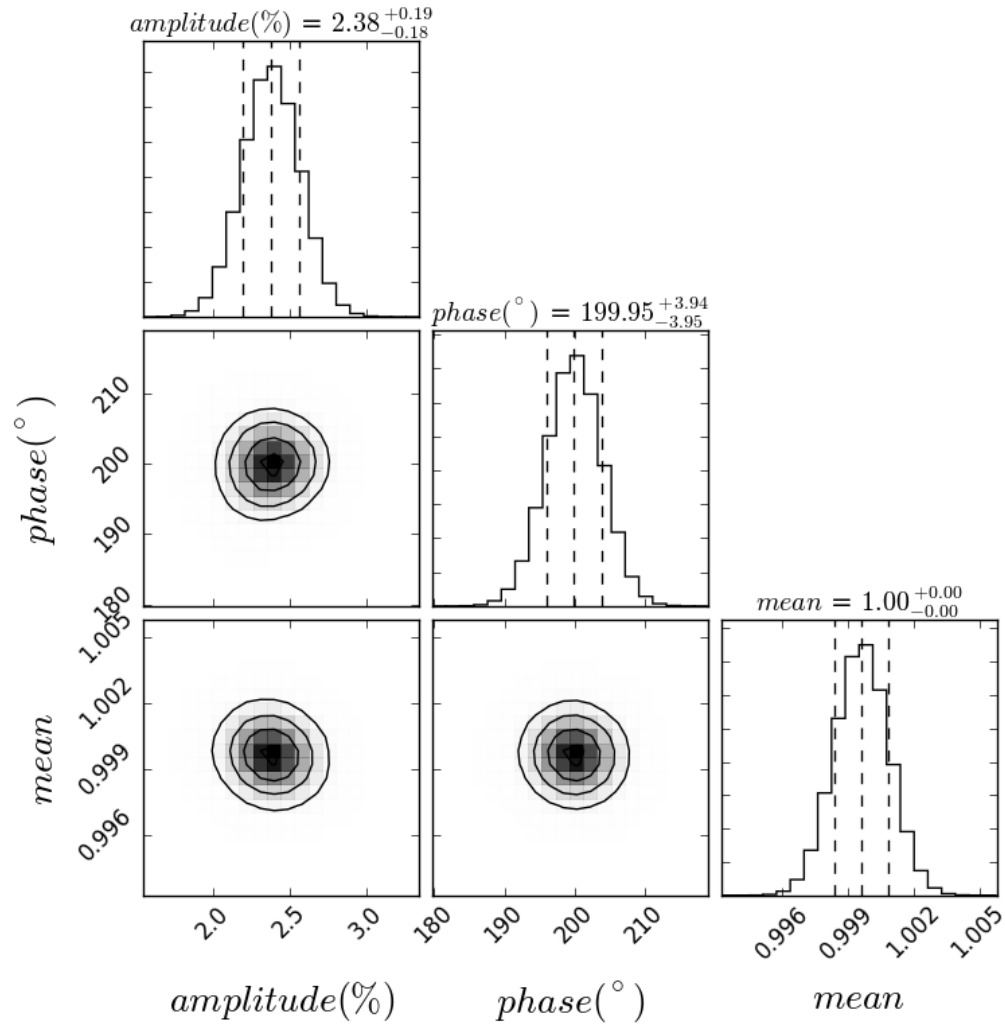 amplitude(%) = 2.38 +0.19 -0.18
phase(°) = 199.95 +3.94 -3.95
phase(°)
210
200
190
180
mean = 1.00 +0.00 -0.00
mean
1.005
1.002
0.999
0.996
2.0 2.5 3.0
180 190 200 210
0.996 0.999 1.002 1.005
amplitude(%) phase(°) mean